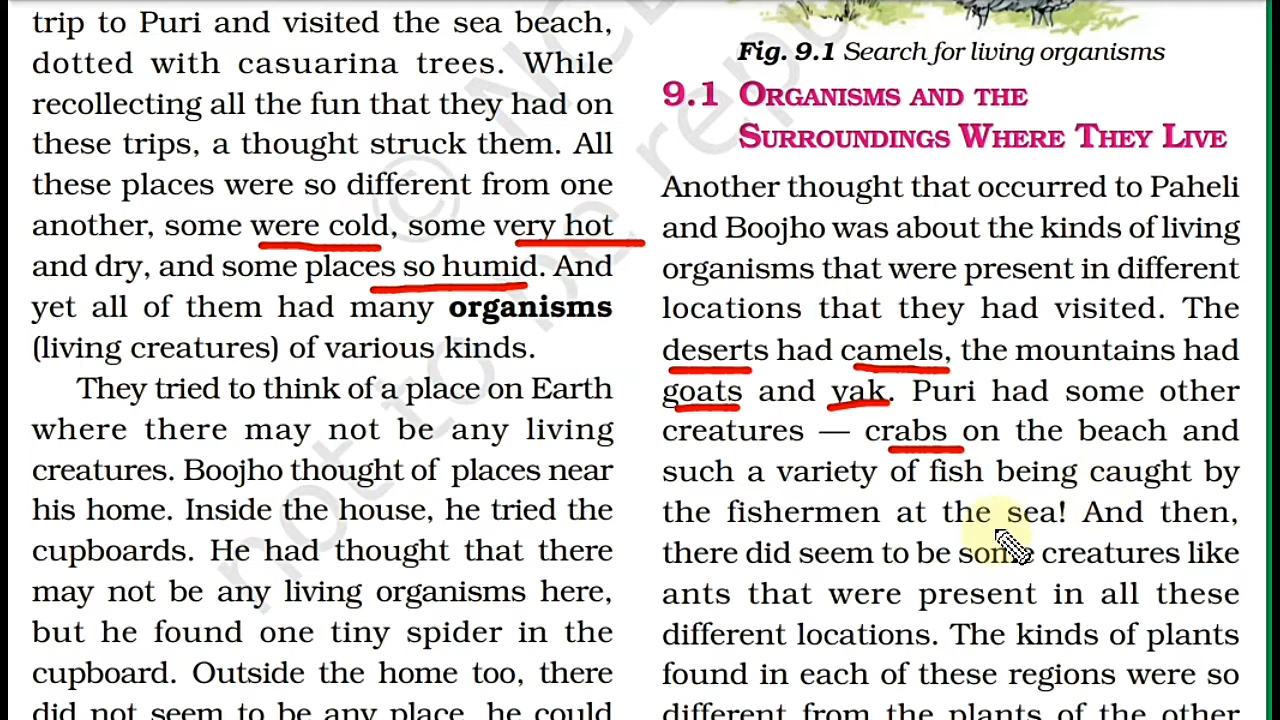 trip to Puri and visited the sea beach,
dotted with casuarina trees. While
recollecting all the fun that they had on
these trips, a thought struck them. All
these places were so different from one
another, some were cold, some very hot
and dry, and some places so humid. And
yet all of them had many organisms
(living creatures) of various kinds.
They tried to think of a place on Earth
where there may not be any living
creatures. Boojho thought of places near
his home. Inside the house, he tried the
cupboards. He had thought that there
may not be any living organisms here,
but he found one tiny spider in the
cupboard. Outside the home too, there
did not seem to be any place, he could
Fig. 9.1 Search for living organisms
9.1 ORGANISMS AND THE
SURROUNDINGS WHERE THEY LIVE
Another thought that occurred to Paheli
and Boojho was about the kinds of living
organisms that were present in different
locations that they had visited. The
deserts had camels, the mountains had
goats and yak. Puri had some other
creatures — crabs on the beach and
such a variety of fish being caught by
the fishermen at the sea! And then,
there did seem to be some creatures like
ants that were present in all these
different locations. The kinds of plants
found in each of these regions were so
different from the plants of the other
© NCE
not to be repu